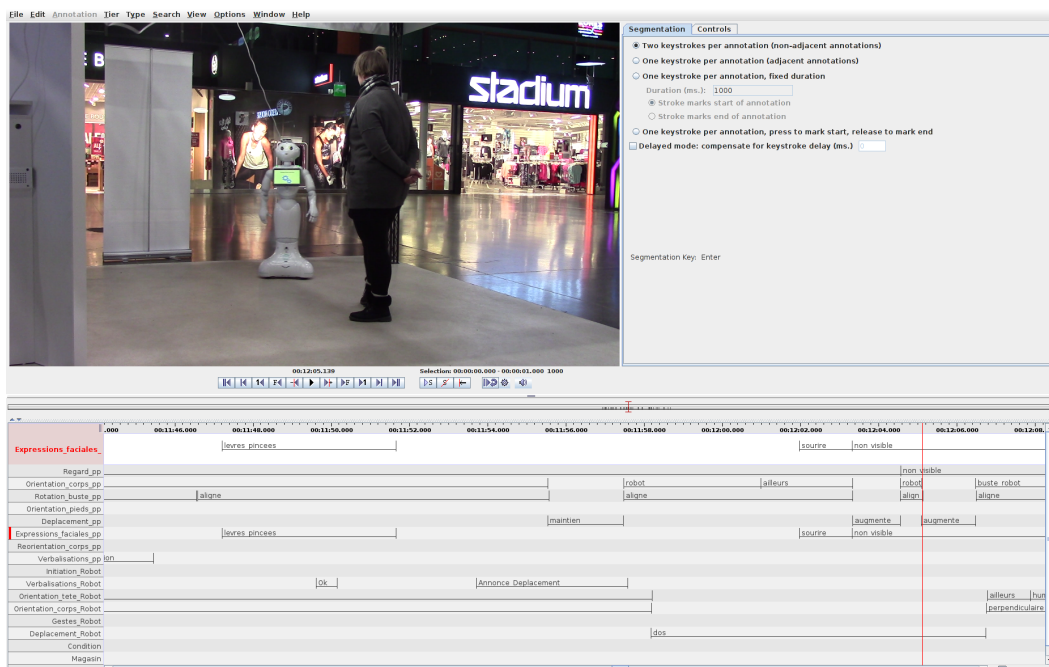 File Edit Annotation Tier Type Search View Options Window Help
stadium
Segmentation Controls
Two keystrokes per annotation (non-adjacent annotations)
One keystroke per annotation (adjacent annotations)
One keystroke per annotation, fixed duration
Duration (ms.): 1000
Stroke marks start of annotation
Stroke marks end of annotation
One keystroke per annotation, press to mark start, release to mark end
Delayed mode: compensate for keystroke delay (ms.) 0
Segmentation Key: Enter
00:12:05.139 Selection: 00:00:00.000 - 00:00:01.000 1000
.000 00:11:46.000 00:11:48.000 00:11:50.000 00:11:52.000 00:11:54.000 00:11:56.000 00:11:58.000 00:12:00.000 00:12:02.000 00:12:04.000 00:12:06.000 00:12:08.
Expressions_faciales_ levres pincees sourire non visible
Regard_pp non visible
Orientation_corps_pp robot ailleurs robot buste robot
Rotation_buste_pp aligne aligne align aligne
Orientation_pieds_pp
Deplacement_pp maintien augmente augmente
Expressions_faciales_pp levres pincees sourire non visible
Reorientation_corps_pp
Verbalisations_pp ion
Initiation_Robot
Verbalisations_Robot Ok Annonce Deplacement
Orientation_tete_Robot ailleurs hun
Orientation_corps_Robot perpendiculaire
Gestes_Robot
Deplacement_Robot dos
Condition
Magasin